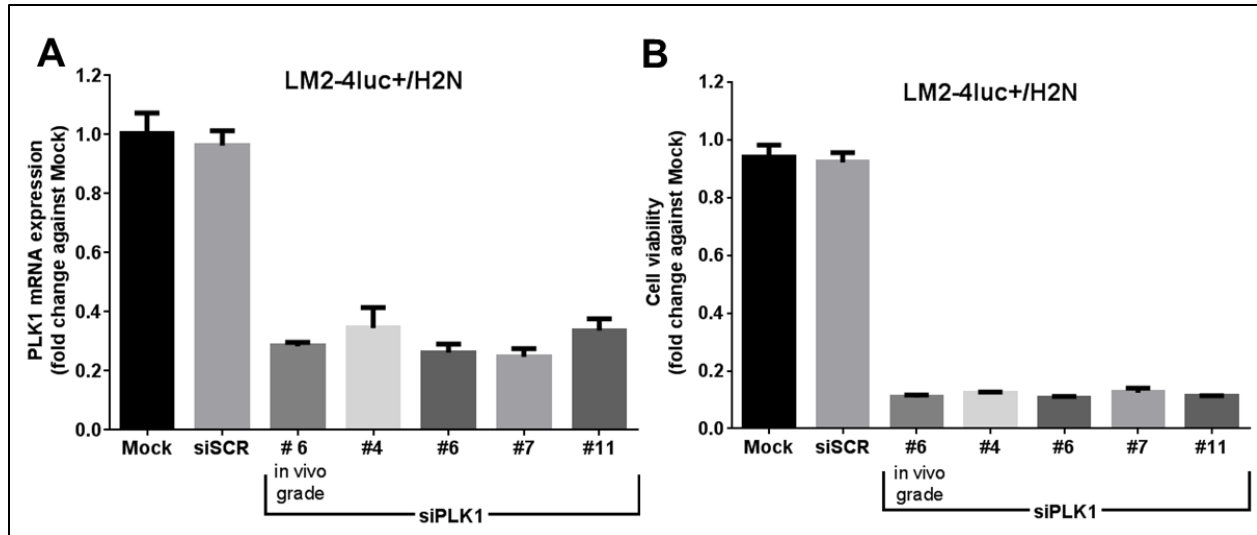 A
LM2-4luc+/H2N
PLK1 mRNA expression
(fold change against Mock)
1.2
1.0
0.8
0.6
0.4
0.2
0.0
Mock siSCR # 6 #4 #6 #7 #11
in vivo
grade
siPLK1
B
LM2-4luc+/H2N
Cell viability
(fold change against Mock)
1.2
1.0
0.8
0.6
0.4
0.2
0.0
Mock siSCR #6 #4 #6 #7 #11
in vivo
grade
siPLK1